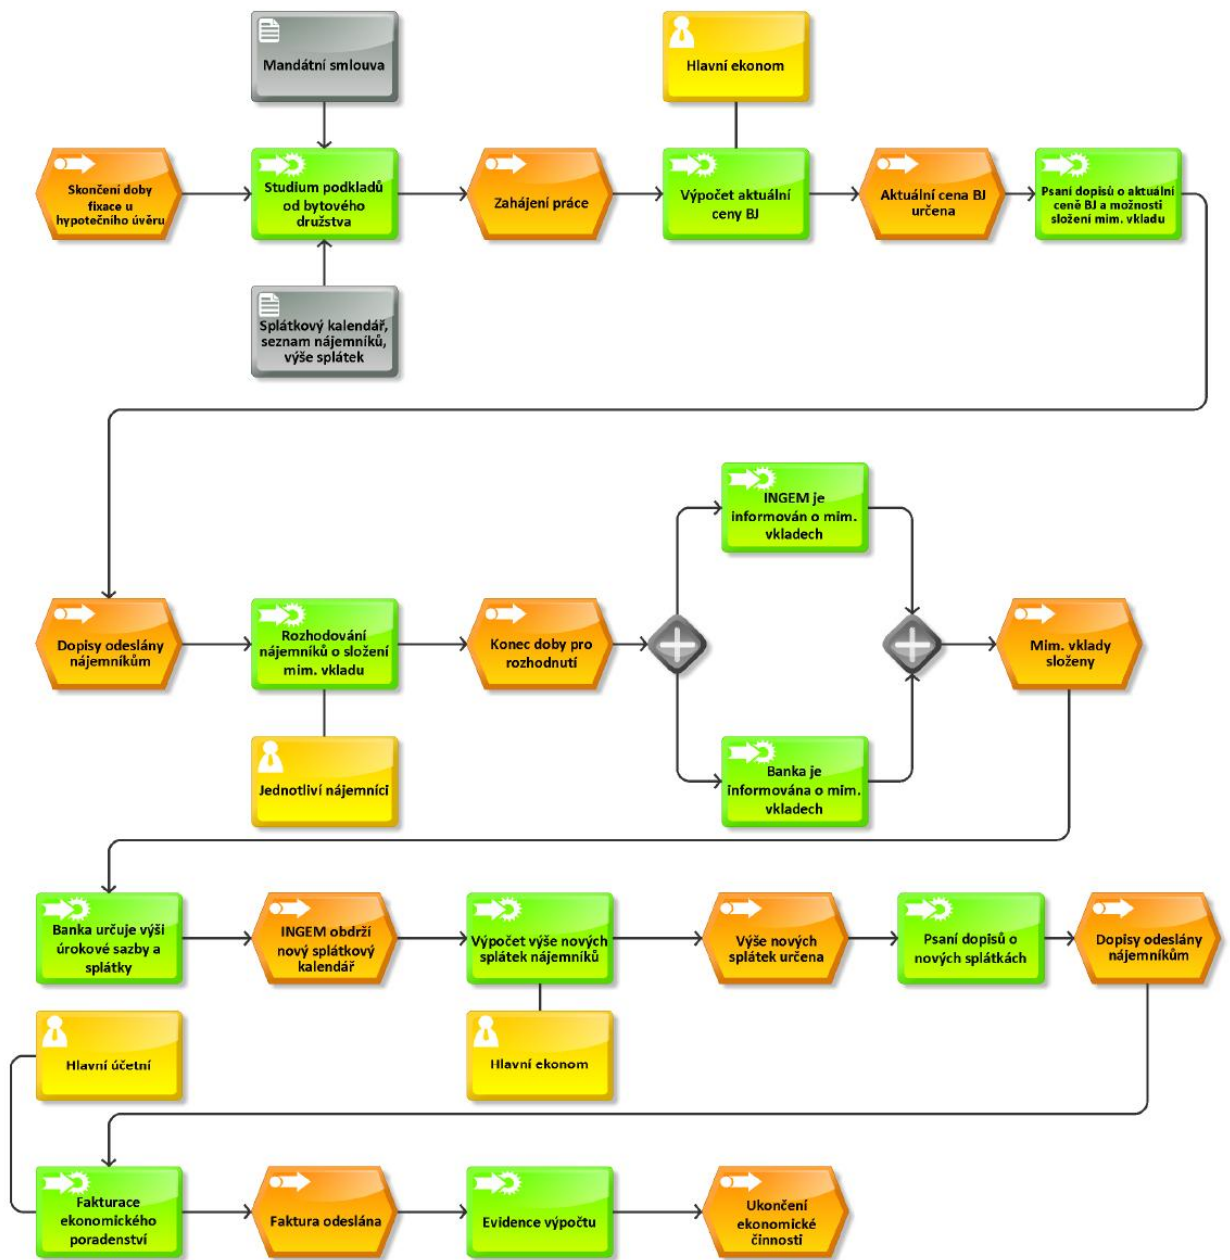 Mandátní smlouva
Hlavní ekonom
Skončení doby
fixace u
hypotečního úvěru
Studium podkladů
od bytového
družstva
Zahájení práce
Výpočet aktuální
ceny BJ
Aktuální cena BJ
určena
Psaní dopisů o aktuální
ceně BJ a možnosti
složení mim. vkladu
Splátkový kalendář,
seznam nájemníků,
výše splátek
INGEM je
informován o mim.
vkladech
Dopisy odeslány
nájemníkům
Rozhodování
nájemníků o složení
mim. vkladu
Konec doby pro
rozhodnutí
Mim. vklady
složeny
Jednotliví nájemníci
Banka je
informována o mim.
vkladech
Banka určuje výši
úrokové sazby a
splátky
INGEM obdrží
nový splátkový
kalendář
Výpočet výše nových
splátek nájemníků
Výše nových
splátek určena
Psaní dopisů o
nových splátkách
Dopisy odeslány
nájemníkům
Hlavní účetní
Hlavní ekonom
Fakturace
ekonomického
poradenství
Faktura odeslána
Evidence výpočtu
Ukončení
ekonomické
činnosti